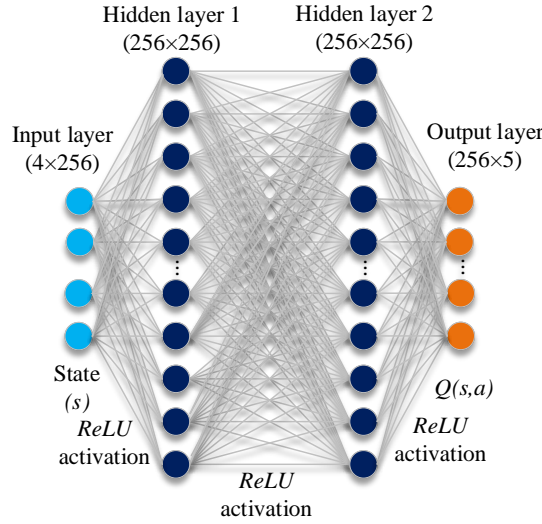 Hidden layer 1
(256×256)
Hidden layer 2
(256×256)
Input layer
(4×256)
Output layer
(256×5)
State
(s)
Q(s,a)
ReLU
activation
ReLU
activation
ReLU
activation